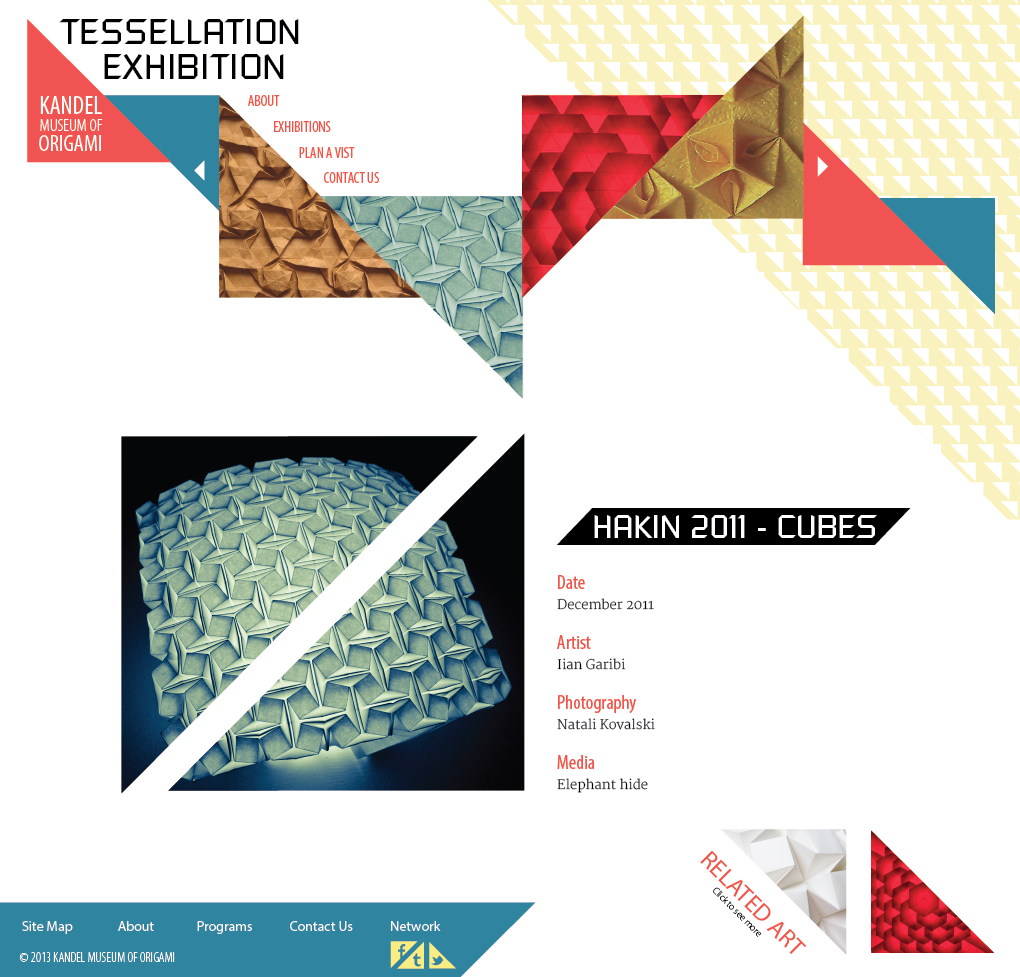 TESSELLATION
EXHIBITION
KANDEL
MUSEUM OF
ORIGAMI
ABOUT
EXHIBITIONS
PLAN A VIST
CONTACT US
HAKIN 2011 - CUBES
Date
December 2011
Artist
Iian Garibi
Photography
Natali Kovalski
Media
Elephant hide
RELATED ART
Click to see more
Site Map
About
Programs
Contact Us
Network
f
t
© 2013 KANDEL MUSEUM OF ORIGAMI